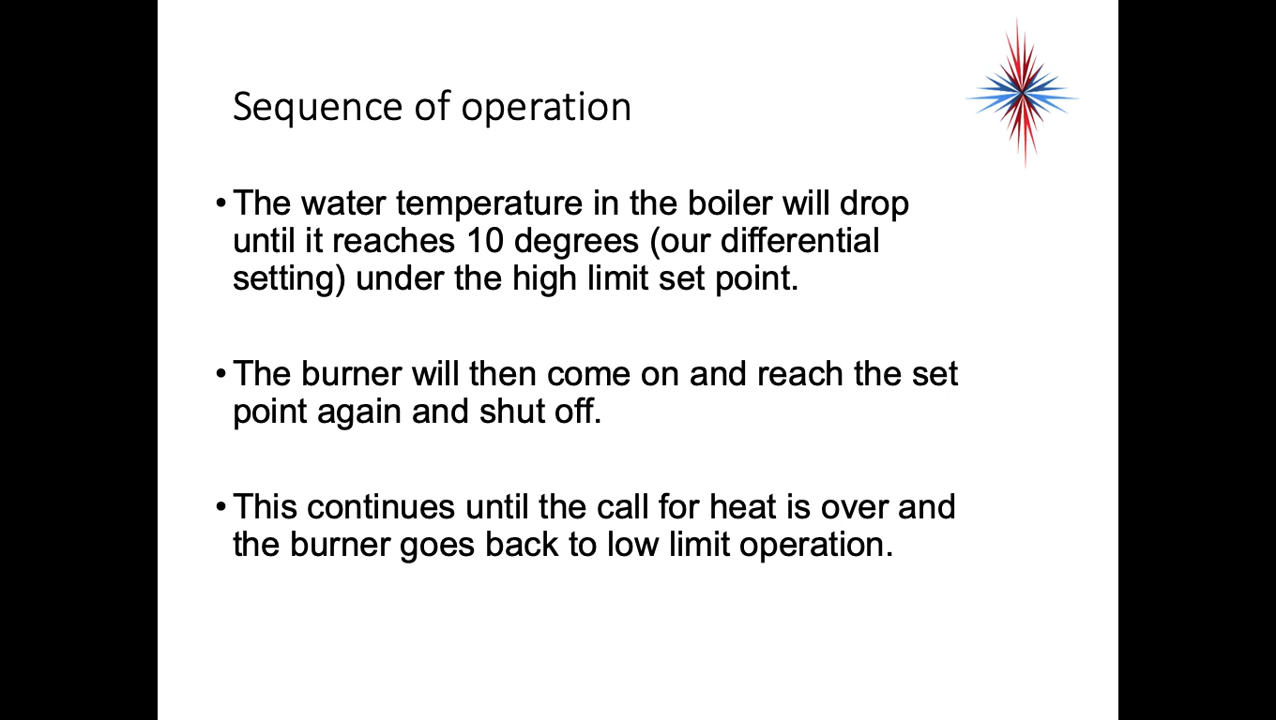 Sequence of operation
• The water temperature in the boiler will drop
until it reaches 10 degrees (our differential
setting) under the high limit set point.
• The burner will then come on and reach the set
point again and shut off.
• This continues until the call for heat is over and
the burner goes back to low limit operation.